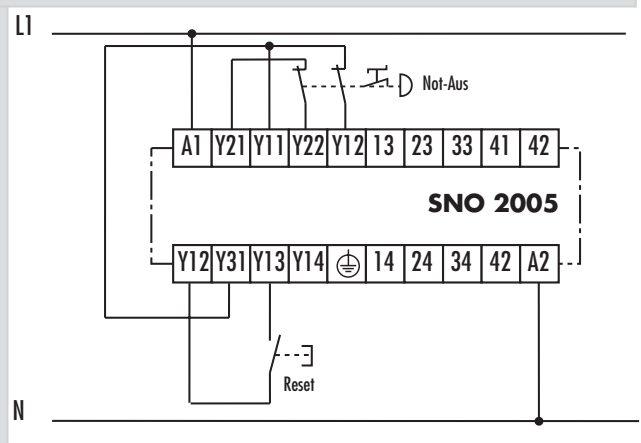 L1
Not-Aus
A1 Y21 Y11 Y22 Y12 13 23 33 41 42
SNO 2005
Y12 Y31 Y13 Y14 14 24 34 42 A2
Reset
N